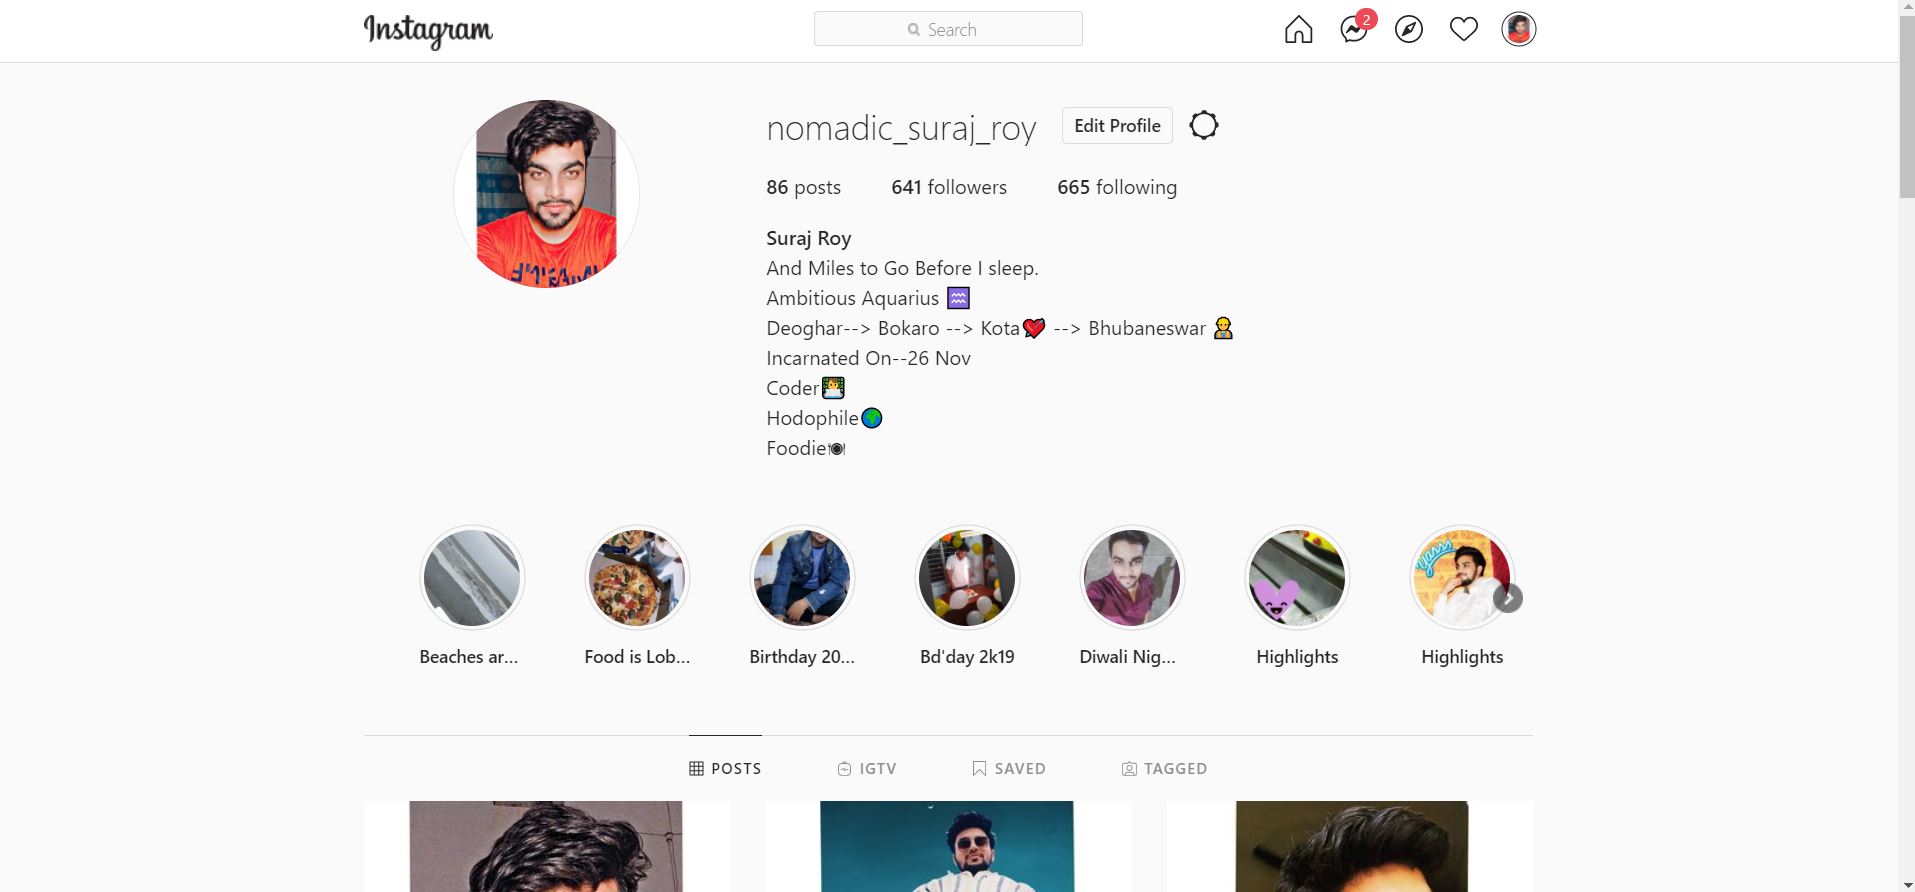 Instagram
Search
2
nomadic_suraj_roy Edit Profile
86 posts 641 followers 665 following
Suraj Roy
And Miles to Go Before I sleep.
Ambitious Aquarius ♒
Deoghar--> Bokaro --> Kota💘 --> Bhubaneswar 👨‍🎓
Incarnated On--26 Nov
Coder👨‍💻
Hodophile🌍
Foodie🍽
yasss
Beaches ar... Food is Lob... Birthday 20... Bd'day 2k19 Diwali Nig... Highlights Highlights
POSTS IGTV SAVED TAGGED